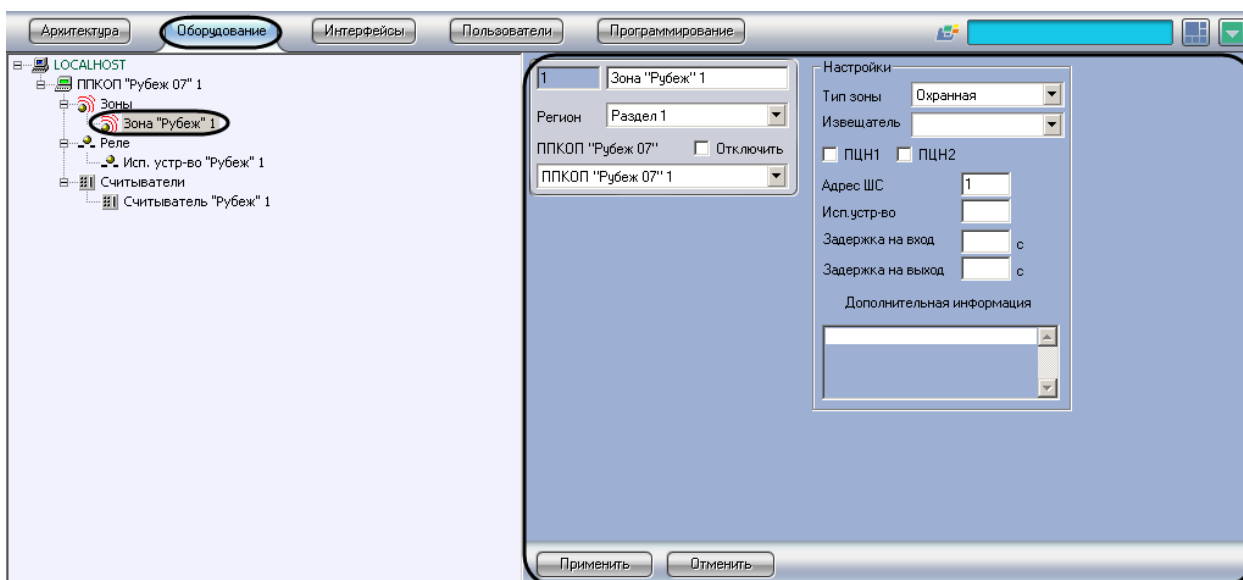 Архитектура Оборудование Интерфейсы Пользователи Программирование
LOCALHOST
ППКОП "Рубеж 07" 1
Зоны
Зона "Рубеж" 1
Реле
Исп. устр-во "Рубеж" 1
Считыватели
Считыватель "Рубеж" 1
1 Зона "Рубеж" 1
Регион Раздел 1
ППКОП "Рубеж 07" Отключить
ППКОП "Рубеж 07" 1
Настройки
Тип зоны Охранная
Извещатель
ПЦН1 ПЦН2
Адрес ШС 1
Исп.устр-во
Задержка на вход с
Задержка на выход с
Дополнительная информация
Применить Отменить